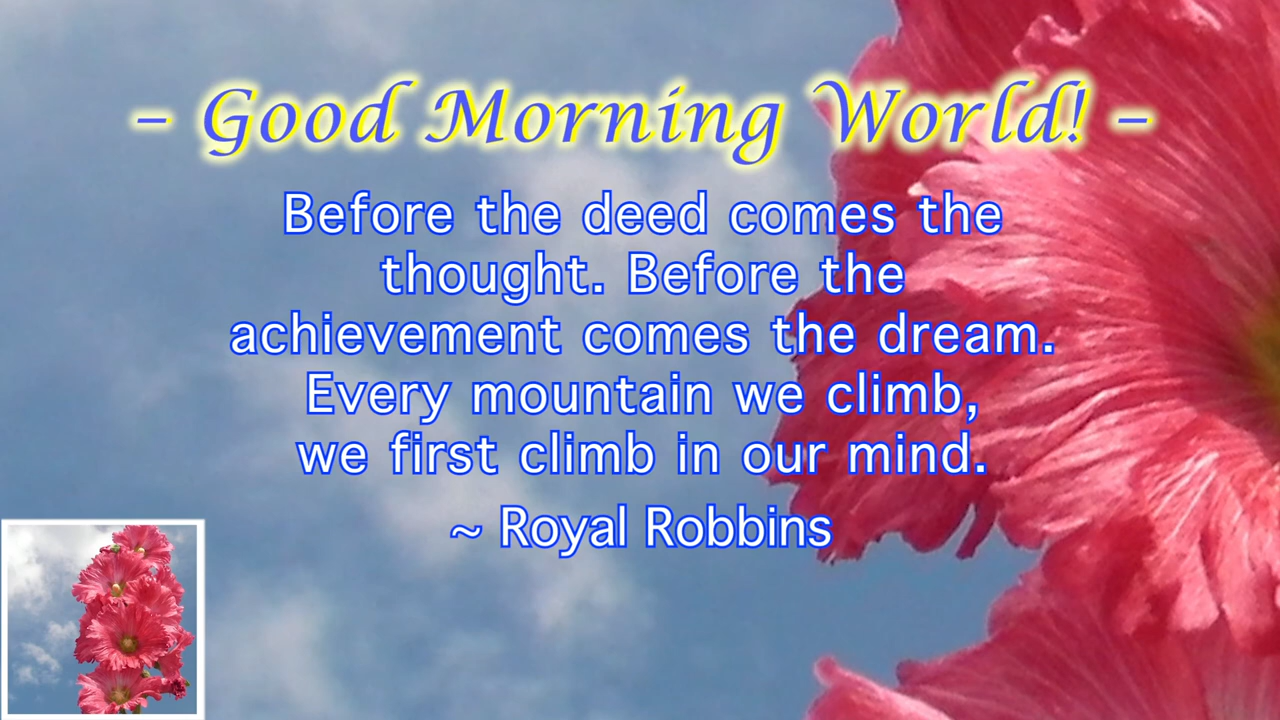 – Good Morning World! –
Before the deed comes the
thought. Before the
achievement comes the dream.
Every mountain we climb,
we first climb in our mind.
~ Royal Robbins